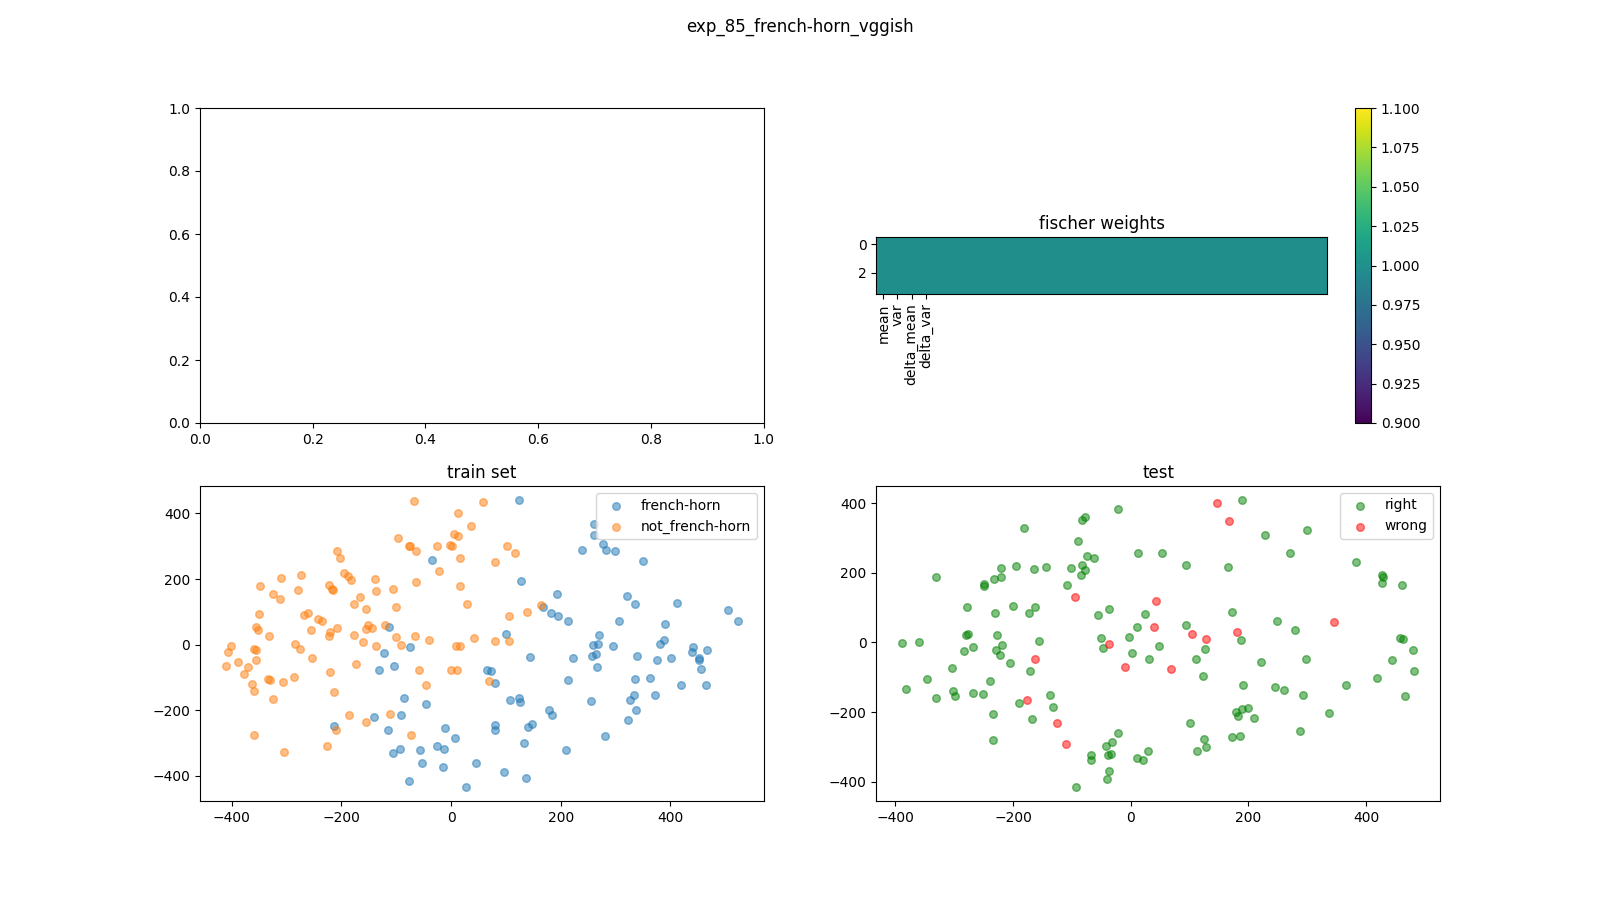 exp_85_french-horn_vggish
1.0
0.8
0.6
0.4
0.2
0.0
0.0 0.2 0.4 0.6 0.8 1.0
fischer weights
0
2
mean
var
delta_mean
delta_var
1.100
1.075
1.050
1.025
1.000
0.975
0.950
0.925
0.900
train set
french-horn
not_french-horn
400
200
0
−200
−400
−400 −200 0 200 400
test
right
wrong
400
200
0
−200
−400
−400 −200 0 200 400